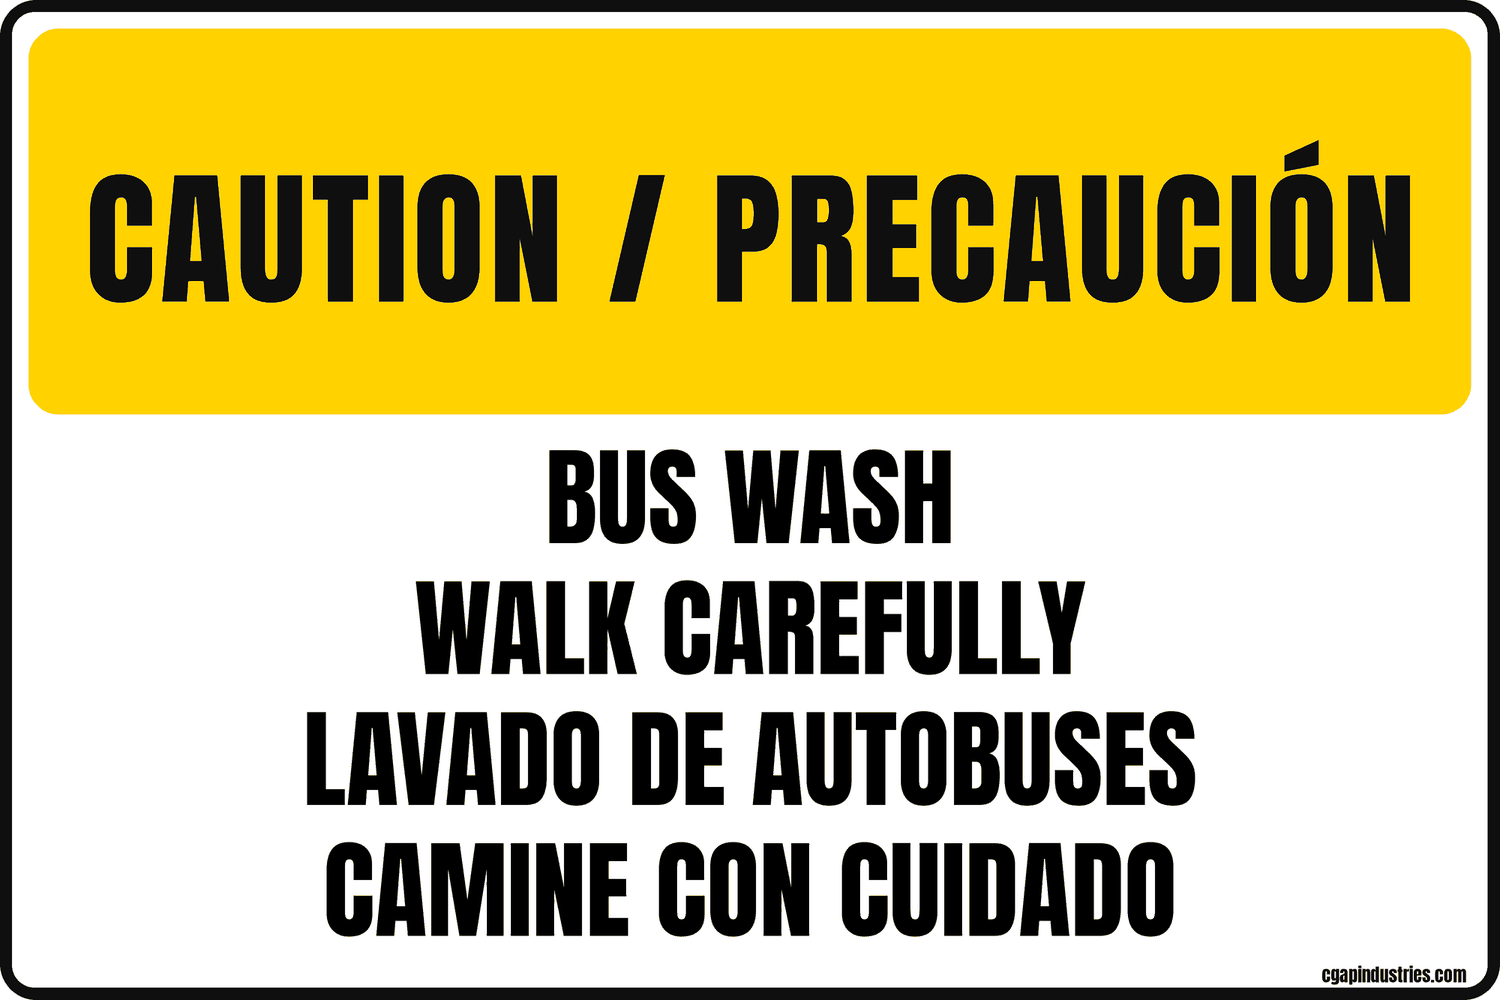 CAUTION / PRECAUCIÓN
BUS WASH
WALK CAREFULLY
LAVADO DE AUTOBUSES
CAMINE CON CUIDADO
cgapindustries.com